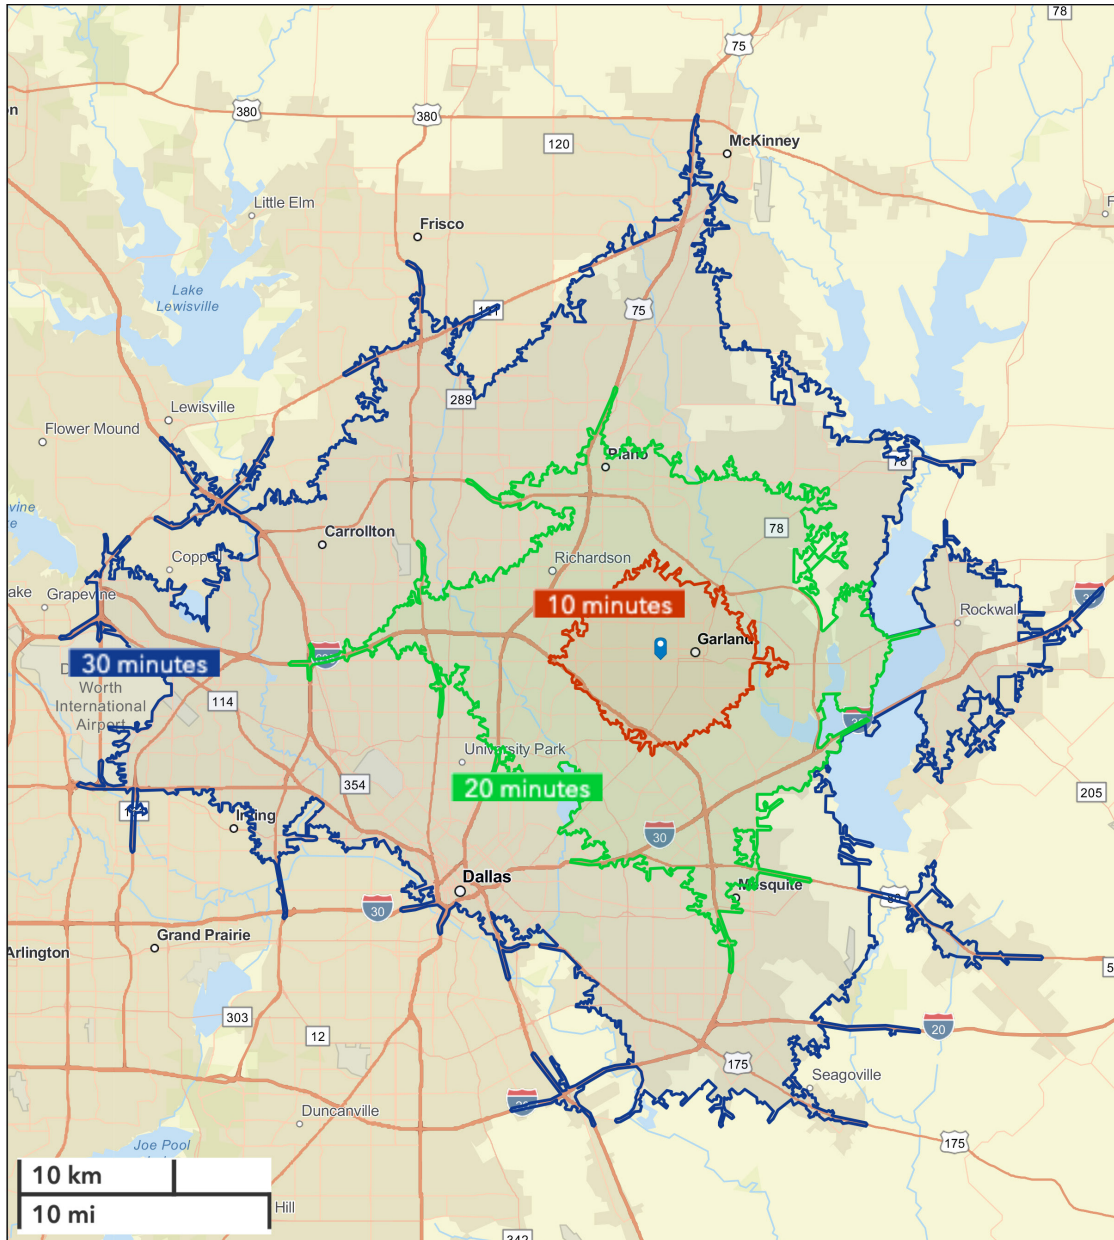 78
75
380
380
120
McKinney
Little Elm
Frisco
Lake
Lewisville
75
289
Lewisville
Flower Mound
Plano
78
78
Carrollton
Richardson
Grapevine
10 minutes
Rockwall
Garland
30 minutes
Worth
International
Airport
114
University Park
354
20 minutes
205
Irving
30
Dallas
Mesquite
30
Grand Prairie
Arlington
303
12
20
175
Seagoville
Duncanville
175
Joe Pool
10 km
10 mi
Hill
342